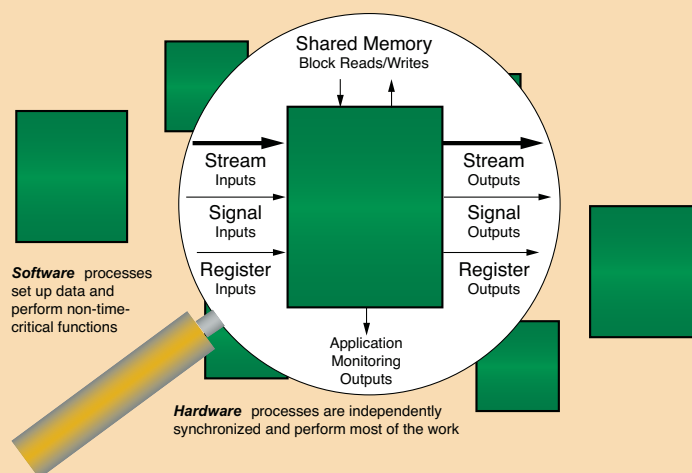 Shared Memory
Block Reads/Writes
Stream
Inputs
Signal
Inputs
Register
Inputs
Stream
Outputs
Signal
Outputs
Register
Outputs
Application
Monitoring
Outputs
Software processes
set up data and
perform non-time-
critical functions
Hardware processes are independently
synchronized and perform most of the work